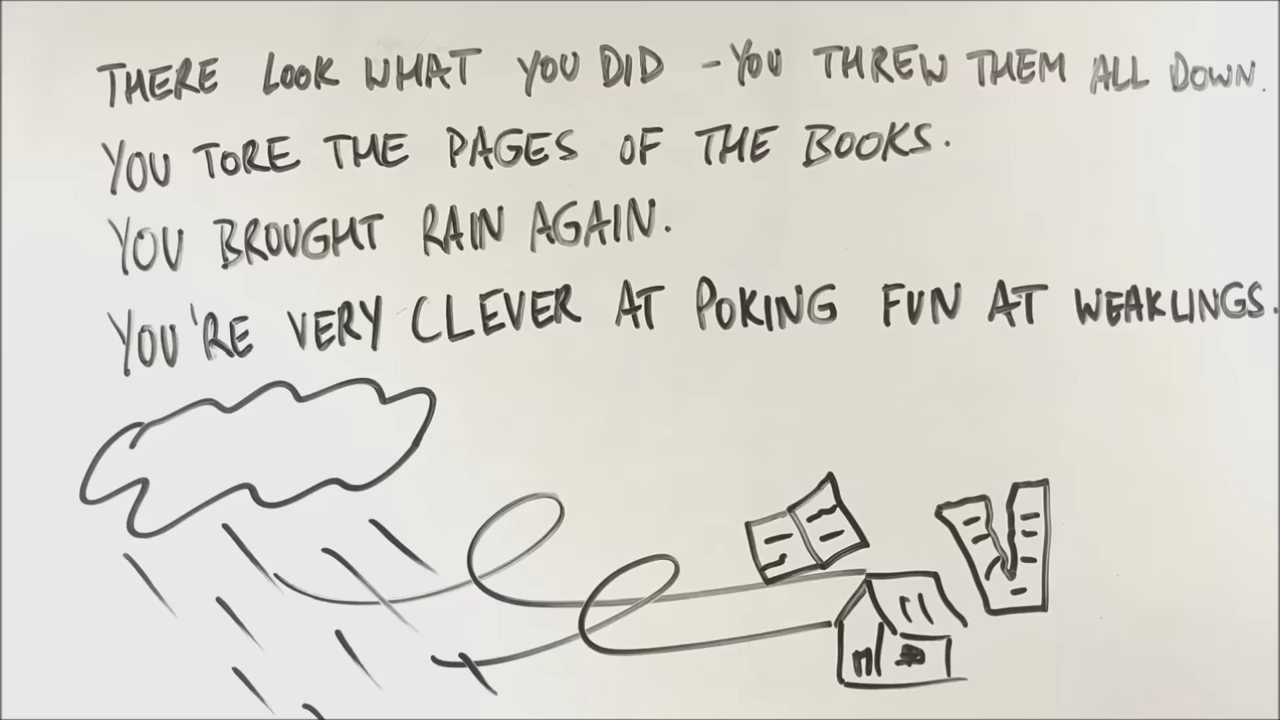 THERE LOOK WHAT YOU DID - YOU THREW THEM ALL DOWN.
YOU TORE THE PAGES OF THE BOOKS.
YOU BROUGHT RAIN AGAIN.
YOU'RE VERY CLEVER AT POKING FUN AT WEAKLINGS.